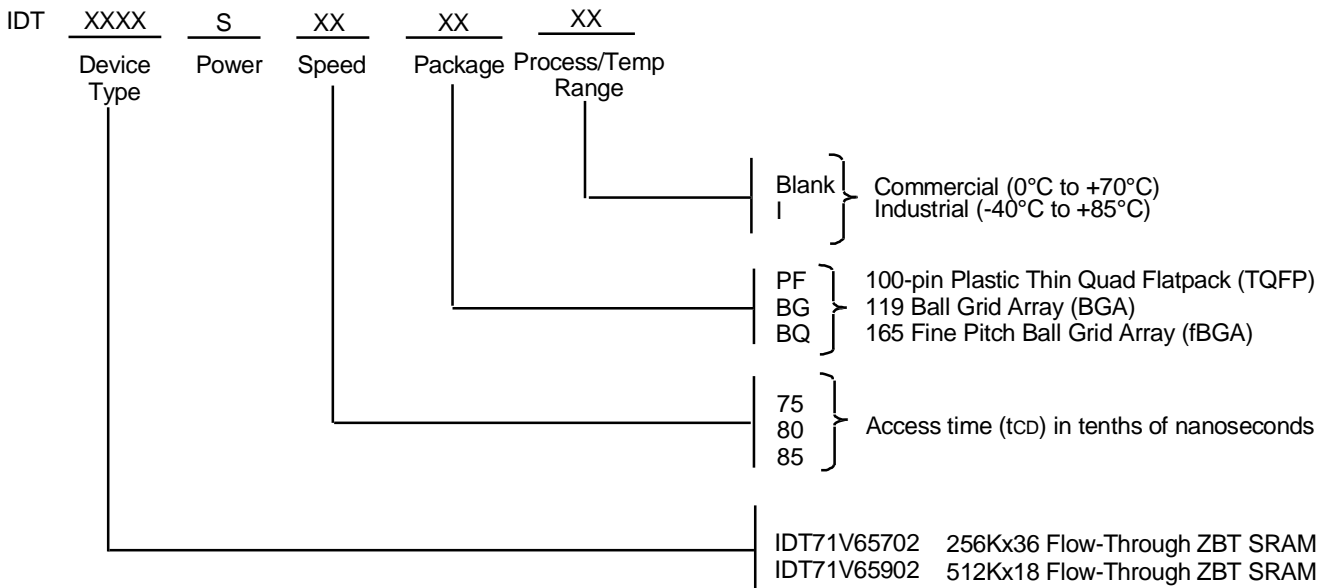 IDT XXXX S XX XX XX
Device Type Power Speed Package Process/Temp Range
Blank Commercial (0°C to +70°C)
I Industrial (-40°C to +85°C)
PF 100-pin Plastic Thin Quad Flatpack (TQFP)
BG 119 Ball Grid Array (BGA)
BQ 165 Fine Pitch Ball Grid Array (fBGA)
75
80 Access time (tCD) in tenths of nanoseconds
85
IDT71V65702 256Kx36 Flow-Through ZBT SRAM
IDT71V65902 512Kx18 Flow-Through ZBT SRAM